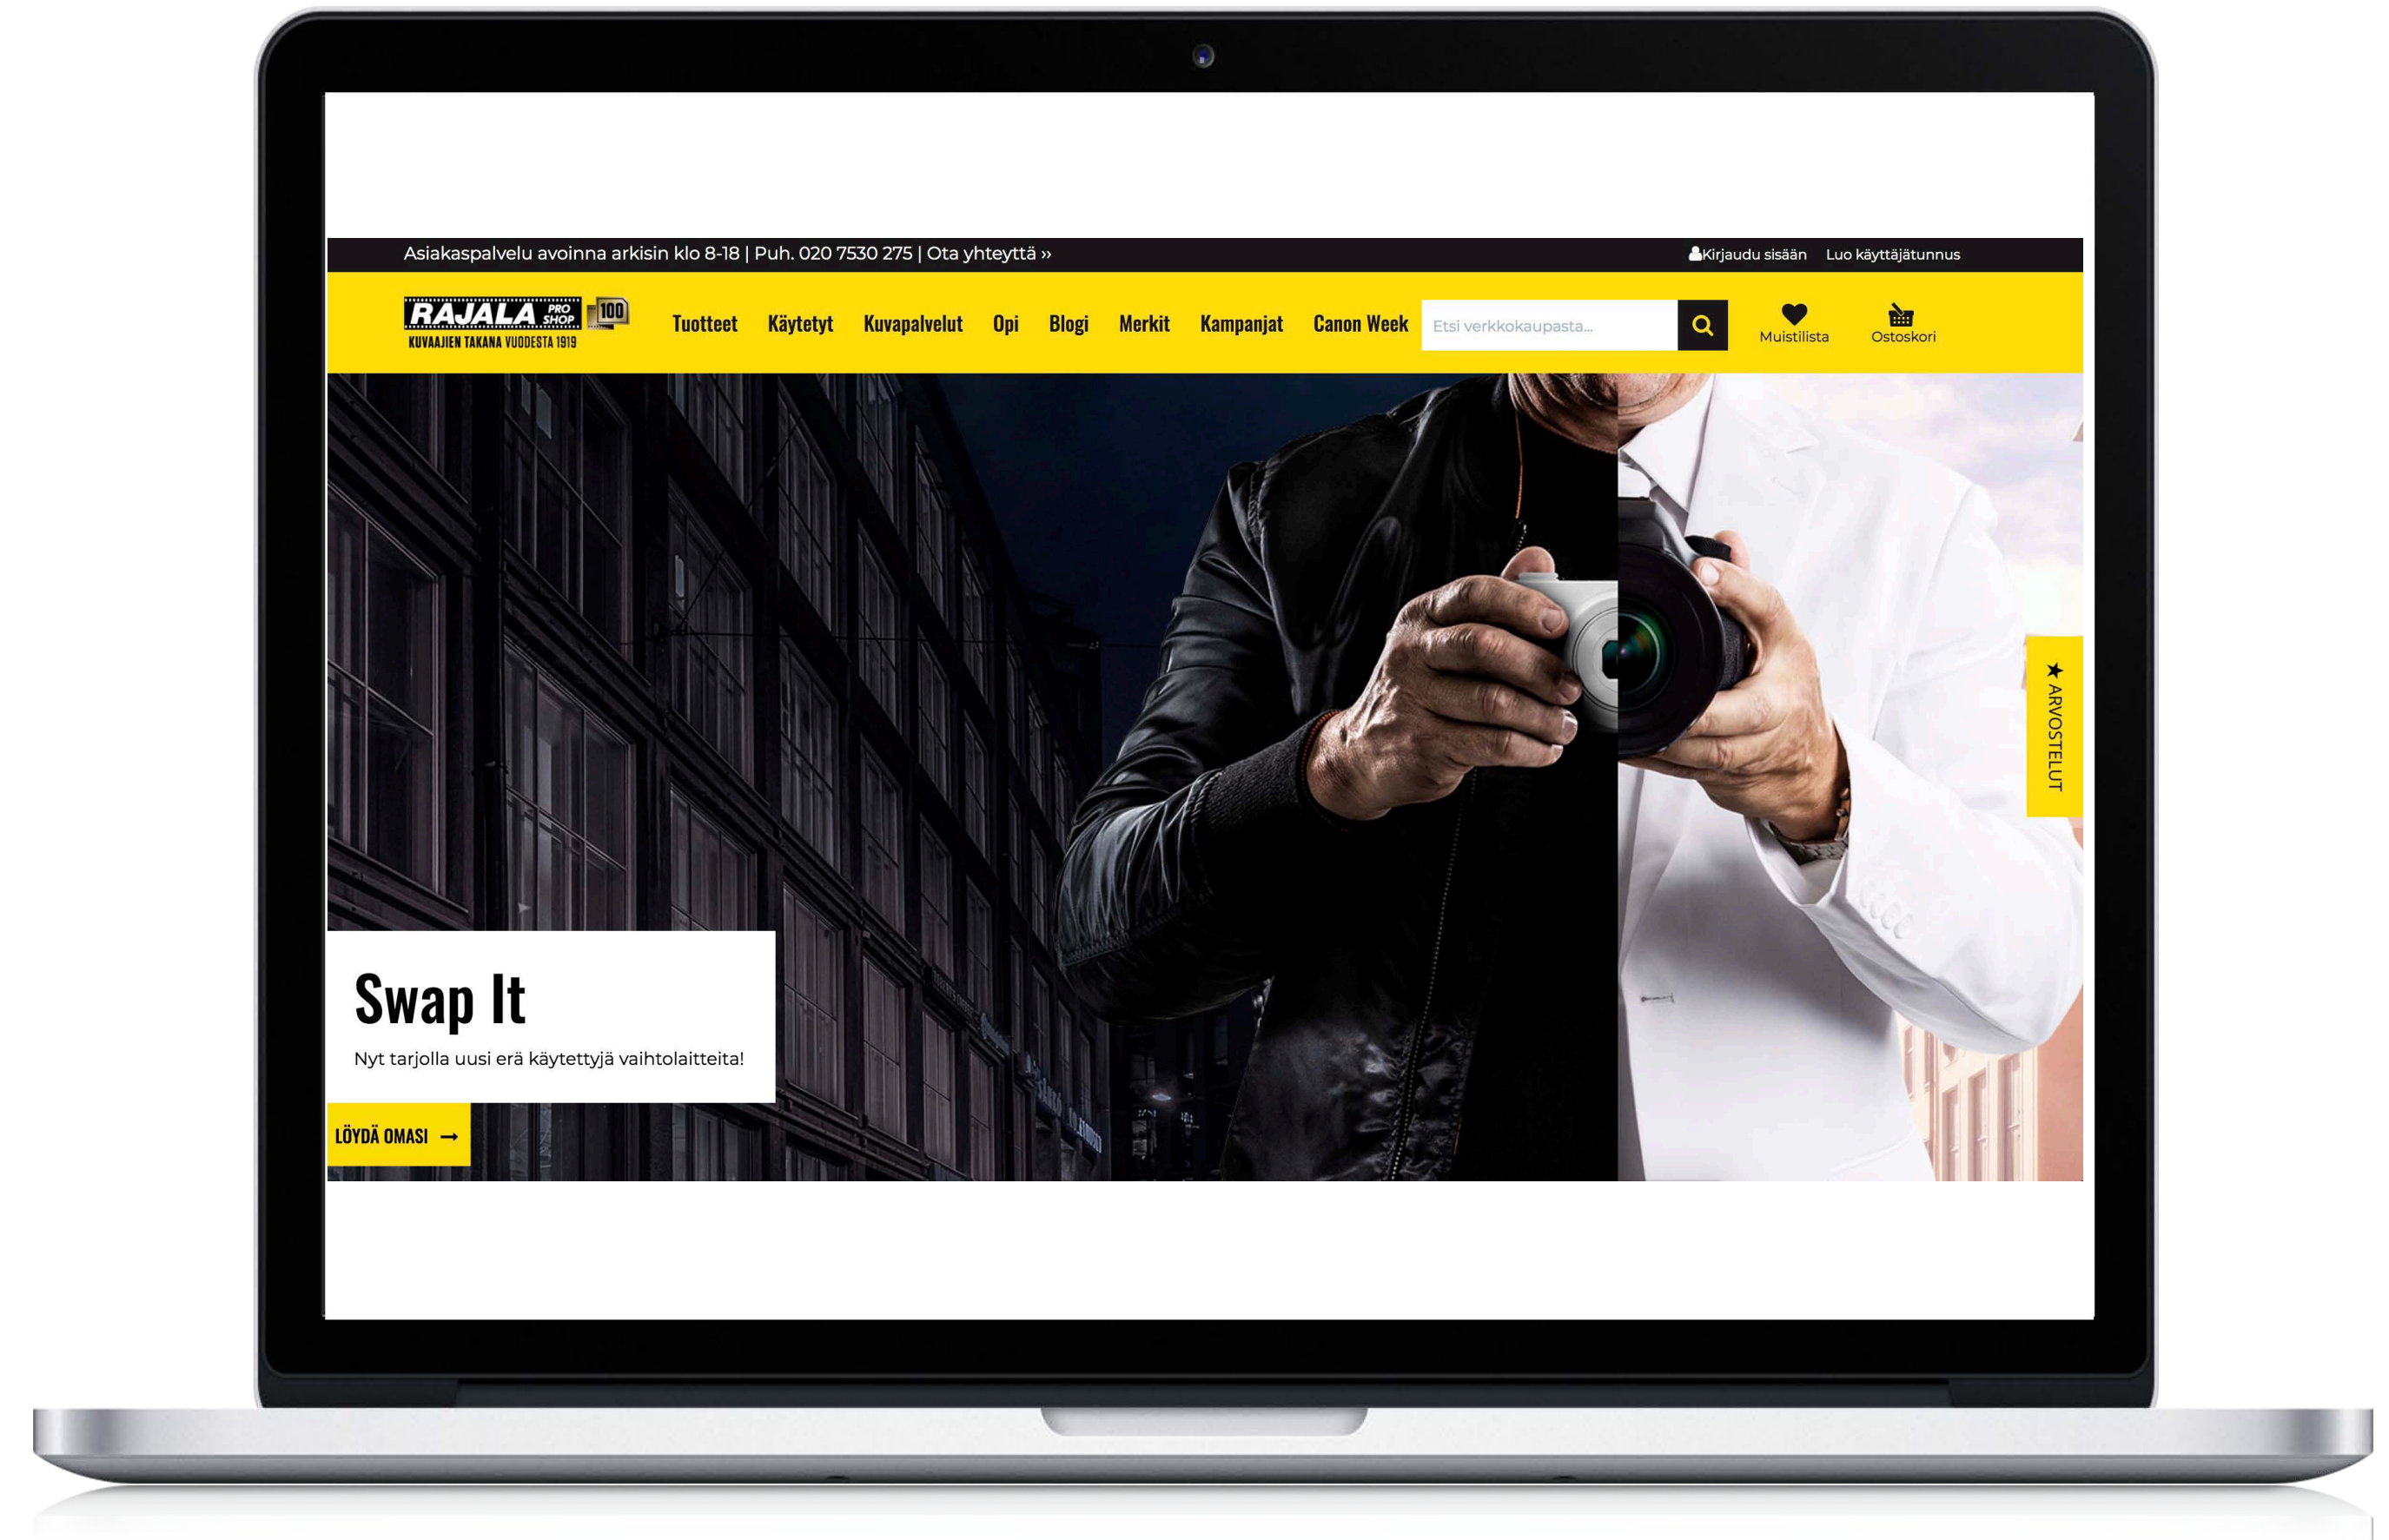 Asiakaspalvelu avoinna arkisin klo 8-18 | Puh. 020 7530 275 | Ota yhteyttä ››
Kirjaudu sisään Luo käyttäjätunnus
RAJALA PRO SHOP 100
KUVAAJIEN TAKANA VUODESTA 1919
Tuotteet Käytetyt Kuvapalvelut Opi Blogi Merkit Kampanjat Canon Week
Etsi verkkokaupasta...
Muistilista
Ostoskori
★ ARVOSTELUT
Swap It
Nyt tarjolla uusi erä käytettyjä vaihtolaitteita!
LÖYDÄ OMASI →